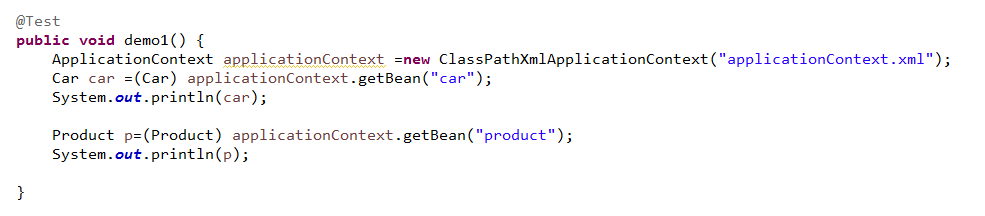 @Test
public void demo1() {
    ApplicationContext applicationContext =new ClassPathXmlApplicationContext("applicationContext.xml");
    Car car =(Car) applicationContext.getBean("car");
    System.out.println(car);

    Product p=(Product) applicationContext.getBean("product");
    System.out.println(p);

}